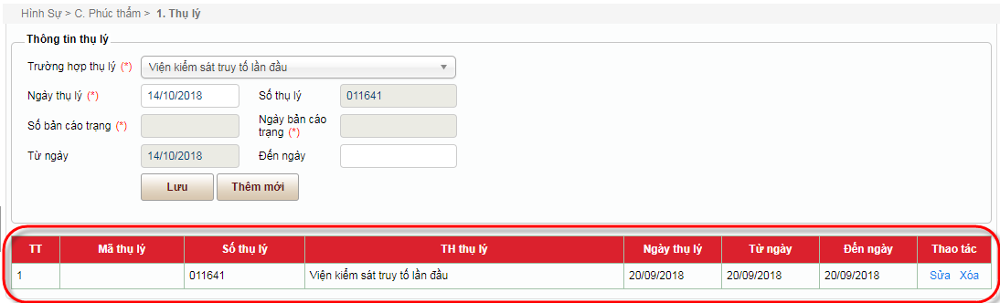 Hình Sự > C. Phúc thẩm > 1. Thụ lý
Thông tin thụ lý
Trường hợp thụ lý (*) Viện kiểm sát truy tố lần đầu
Ngày thụ lý (*) 14/10/2018 Số thụ lý 011641
Số bản cáo trạng (*) Ngày bản cáo
trạng (*)
Từ ngày 14/10/2018 Đến ngày
Lưu Thêm mới
TT Mã thụ lý Số thụ lý TH thụ lý Ngày thụ lý Từ ngày Đến ngày Thao tác
1 011641 Viện kiểm sát truy tố lần đầu 20/09/2018 20/09/2018 20/09/2018 Sửa Xóa